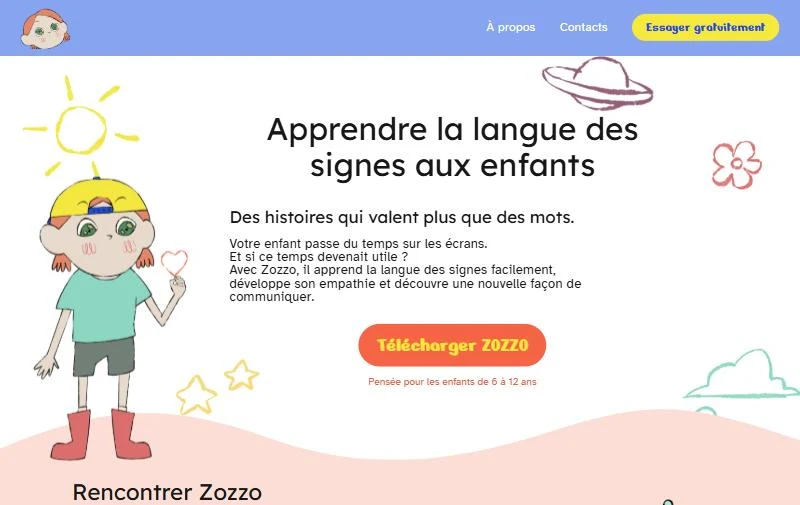 À propos
Contacts
Essayer gratuitement
Apprendre la langue des
signes aux enfants
Des histoires qui valent plus que des mots.
Votre enfant passe du temps sur les écrans.
Et si ce temps devenait utile ?
Avec Zozzo, il apprend la langue des signes facilement,
développe son empathie et découvre une nouvelle façon de
communiquer.
Télécharger ZOZZO
Pensée pour les enfants de 6 à 12 ans
Rencontrer Zozzo